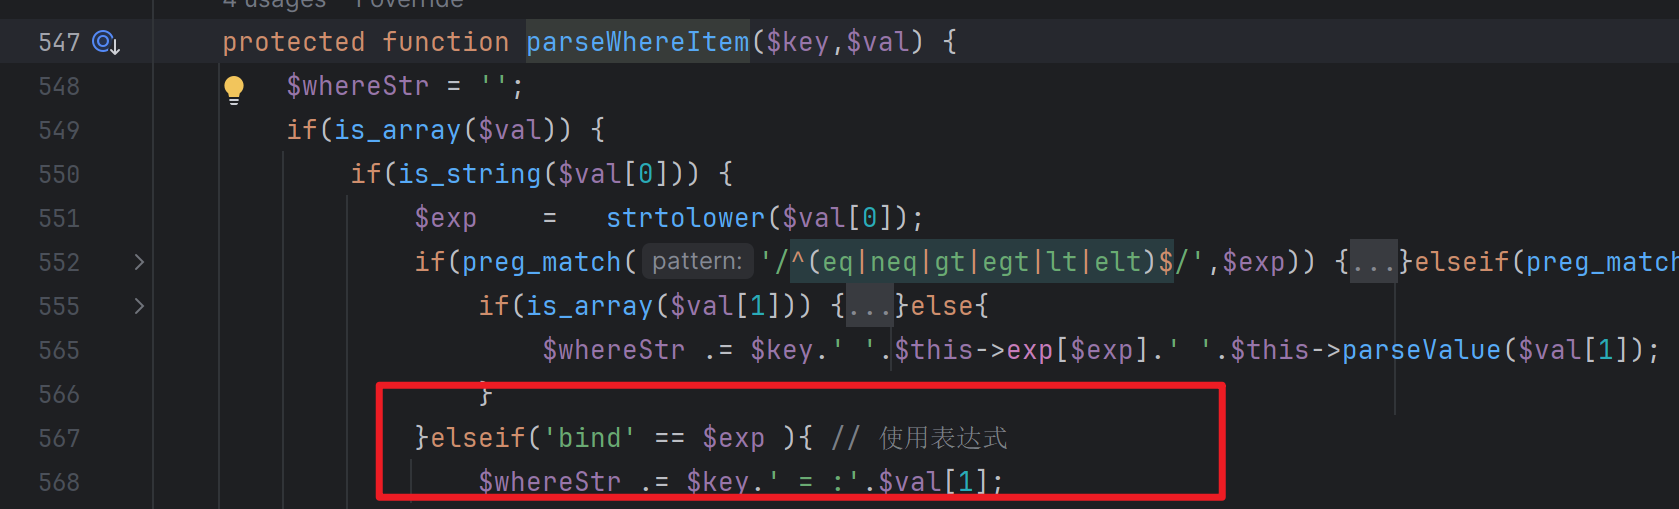 4 usages 1 override
547 protected function parseWhereItem($key,$val) {
548 $whereStr = '';
549 if(is_array($val)) {
550 if(is_string($val[0])) {
551 $exp = strtolower($val[0]);
552 if(preg_match( pattern: '/^(eq|neq|gt|egt|lt|elt)$/',$exp)) {...}elseif(preg_match
555 if(is_array($val[1])) {...}else{
565 $whereStr .= $key.' '.$this->exp[$exp].' '.$this->parseValue($val[1]);
566 }
567 }elseif('bind' == $exp ){ // 使用表达式
568 $whereStr .= $key.' = :'.$val[1];